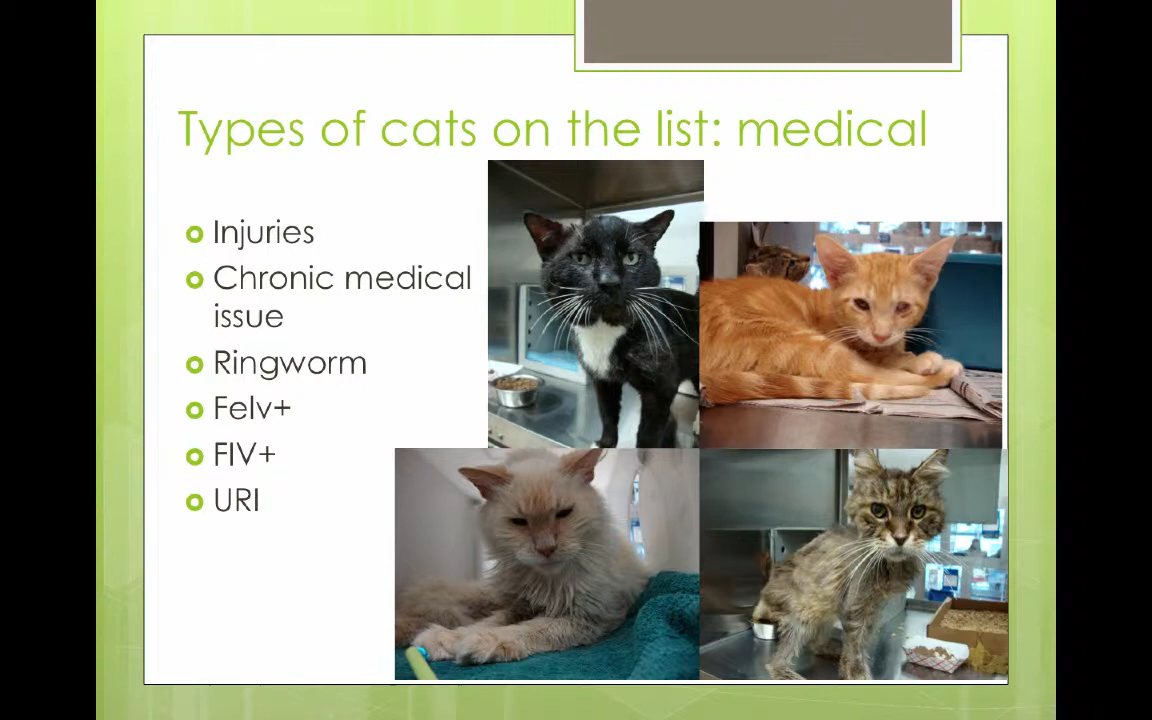 Types of cats on the list: medical
Injuries
Chronic medical
issue
Ringworm
Felv+
FIV+
URI